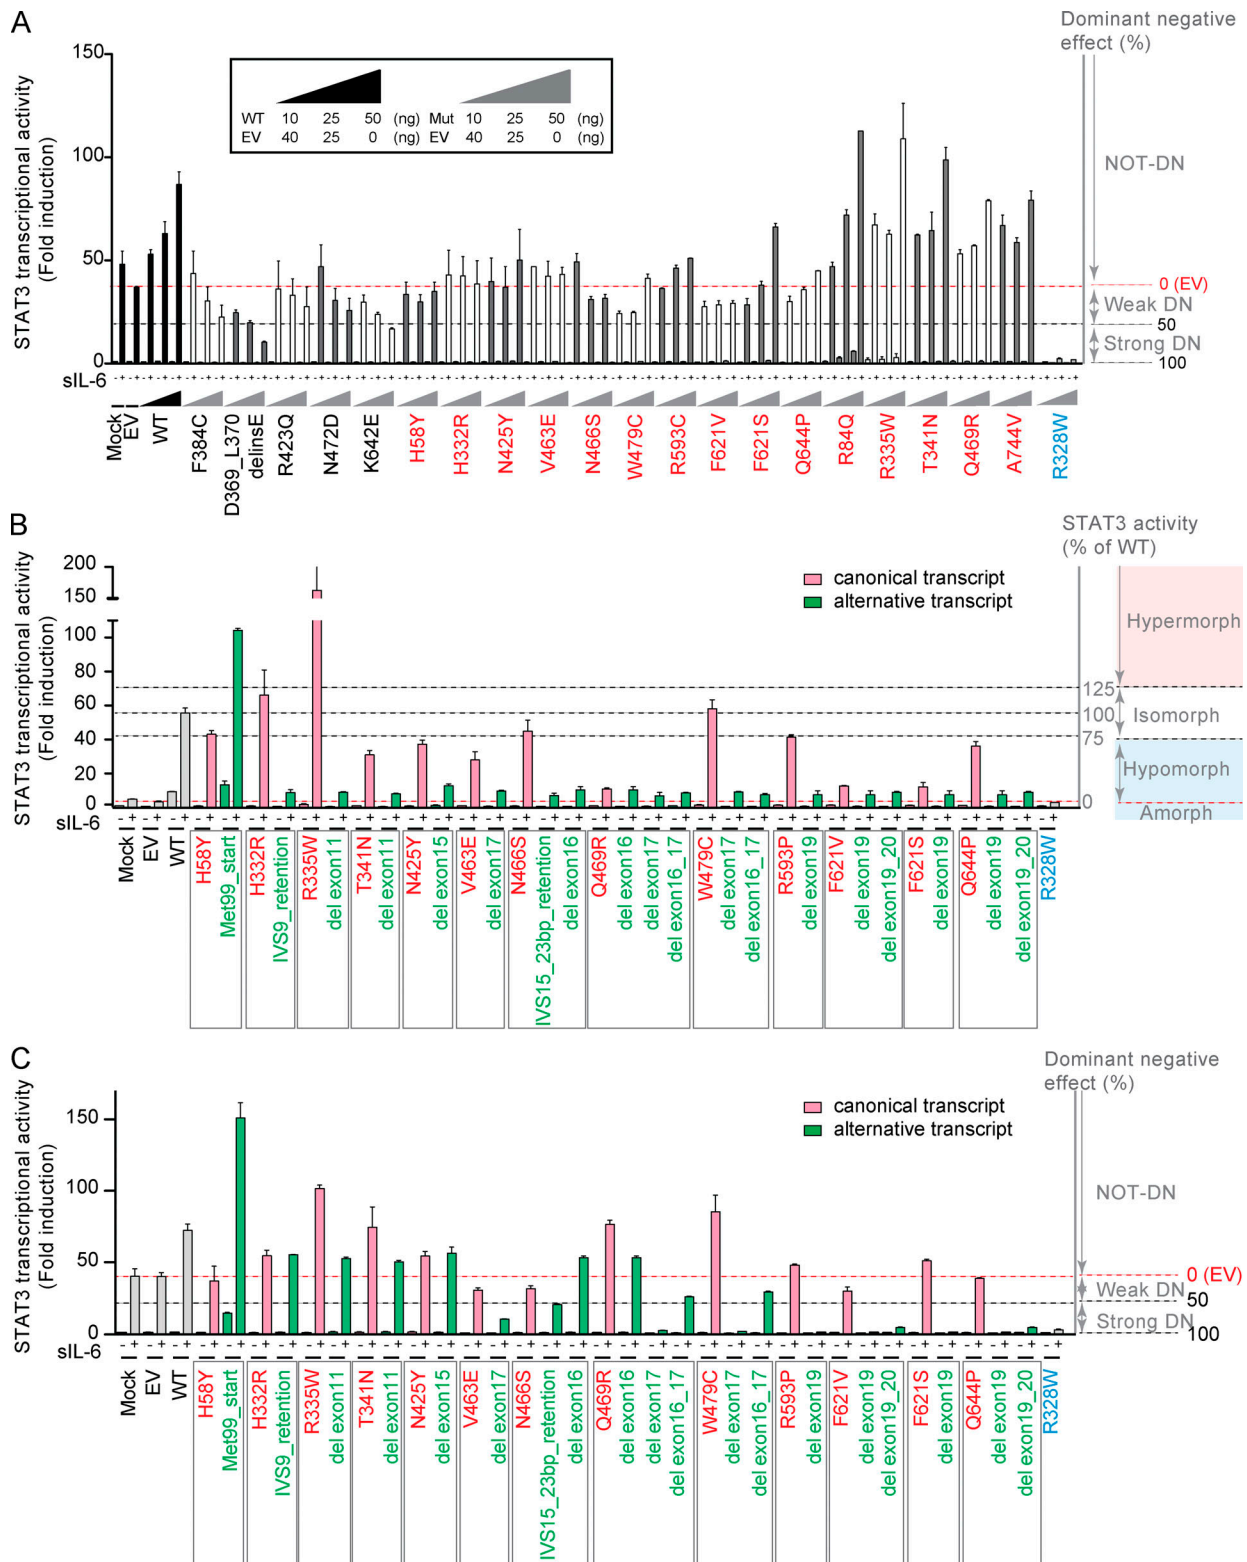 A
STAT3 transcriptional activity
(Fold induction)
150
100
50
0
WT 10 25 50 (ng) Mut 10 25 50 (ng)
EV 40 25 0 (ng) EV 40 25 0 (ng)
Dominant negative
effect (%)
NOT-DN
0 (EV)
Weak DN
50
Strong DN
100
sIL-6 - + - + - + - + - + - + - + - + - + - + - + - + - + - + - + - + - + - + - + - + - + - + - + - + - + - + - + - + - + - + - + - + - + - + - + - + - + - + - + - + - + - + - + - + - + - + - + - + - + - + - + - + - + - + - + - + - + - + - + - + - + - + - + - + - + - + - + - + - + - +
Mock
EV
WT
F384C
D369_L370
delinsE
R423Q
N472D
K642E
H58Y
H332R
N425Y
V463E
N466S
W479C
R593C
F621V
F621S
Q644P
R84Q
R335W
T341N
Q469R
A744V
R328W
B
STAT3 transcriptional activity
(Fold induction)
200
150
100
80
60
40
20
0
canonical transcript
alternative transcript
STAT3 activity
(% of WT)
Hypermorph
125
100
Isomorph
75
Hypomorph
0
Amorph
sIL-6 - + - + - + - + - + - + - + - + - + - + - + - + - + - + - + - + - + - + - + - + - + - + - + - + - + - + - + - + - + - + - + - + - + - + - +
Mock
EV
WT
H58Y
Met99_start
H332R
IVS9_retention
R335W
del exon11
T341N
del exon11
N425Y
del exon15
V463E
del exon17
N466S
IVS15_23bp_retention
del exon16
Q469R
del exon16
del exon17
del exon16_17
W479C
del exon17
del exon16_17
R593P
del exon19
F621V
del exon19
del exon19_20
F621S
del exon19
Q644P
del exon19
del exon19_20
R328W
C
STAT3 transcriptional activity
(Fold induction)
150
100
50
0
canonical transcript
alternative transcript
Dominant negative
effect (%)
NOT-DN
0 (EV)
Weak DN
50
Strong DN
100
sIL-6 - + - + - + - + - + - + - + - + - + - + - + - + - + - + - + - + - + - + - + - + - + - + - + - + - + - + - + - + - + - + - + - + - + - + - +
Mock
EV
WT
H58Y
Met99_start
H332R
IVS9_retention
R335W
del exon11
T341N
del exon11
N425Y
del exon15
V463E
del exon17
N466S
IVS15_23bp_retention
del exon16
Q469R
del exon16
del exon17
del exon16_17
W479C
del exon17
del exon16_17
R593P
del exon19
F621V
del exon19
del exon19_20
F621S
del exon19
Q644P
del exon19
del exon19_20
R328W